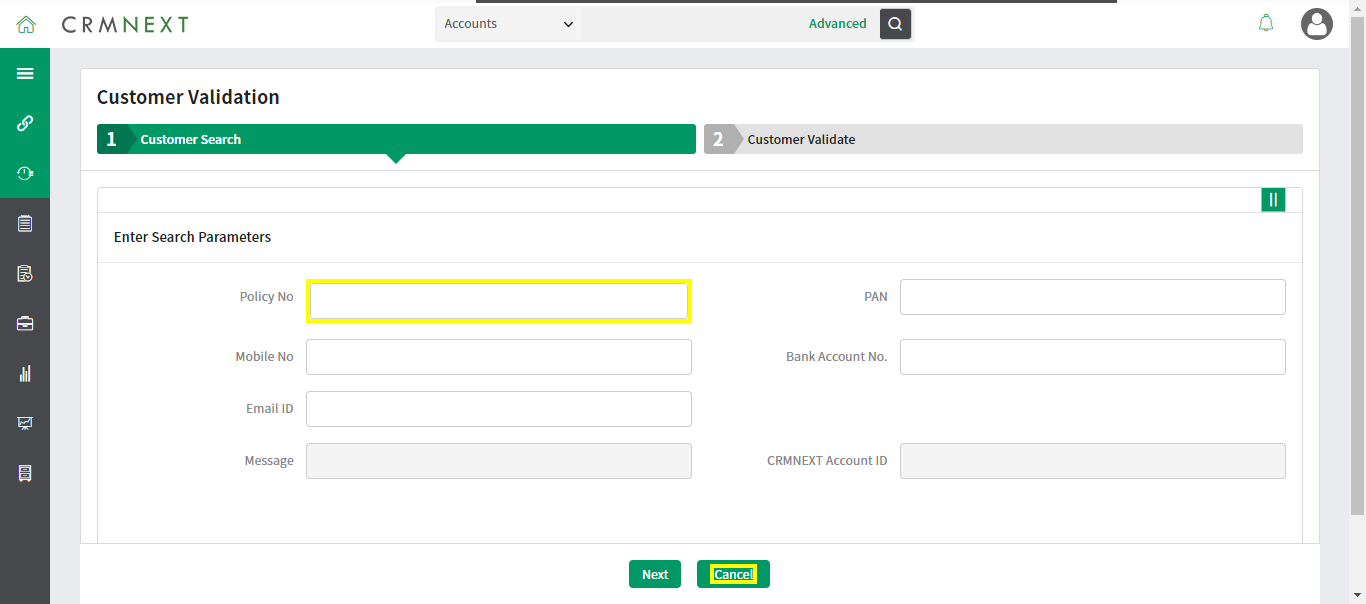 CRMNEXT
Accounts
Advanced
Customer Validation
1 Customer Search
2 Customer Validate
Enter Search Parameters
Policy No
PAN
Mobile No
Bank Account No.
Email ID
Message
CRMNEXT Account ID
Next
Cancel